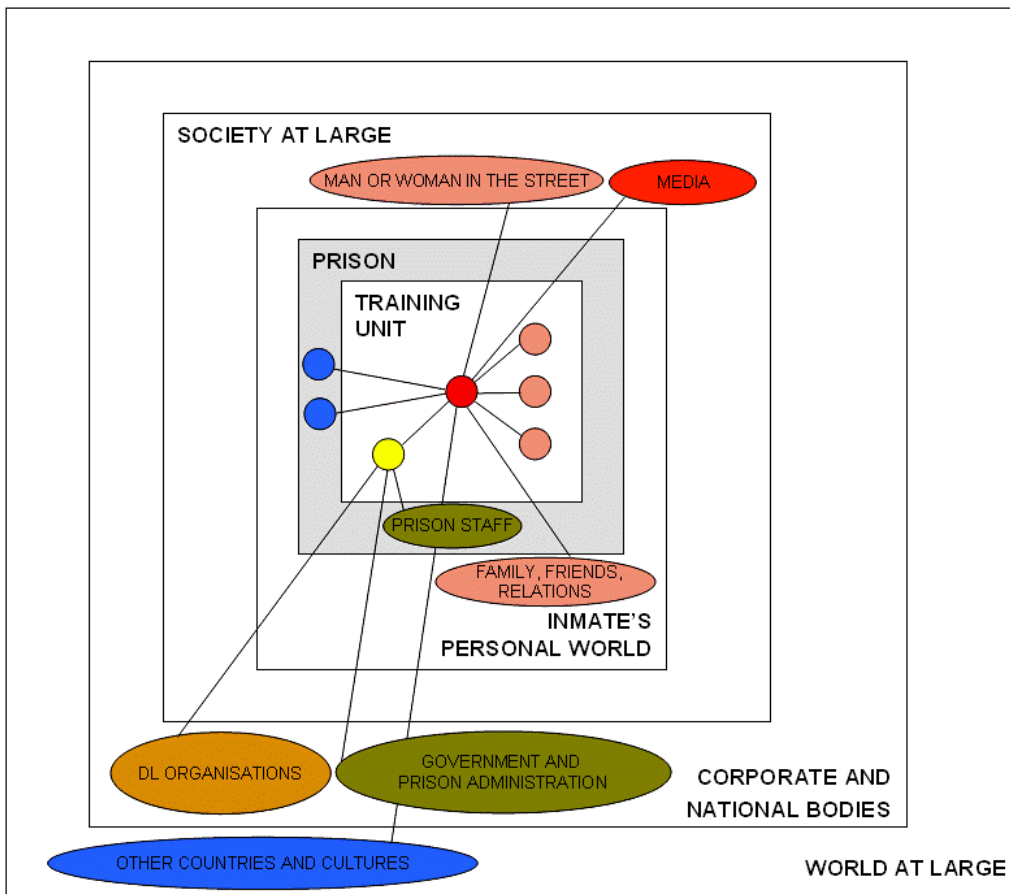 SOCIETY AT LARGE
MAN OR WOMAN IN THE STREET
MEDIA
PRISON
TRAINING
UNIT
PRISON STAFF
FAMILY, FRIENDS,
RELATIONS
INMATE'S
PERSONAL WORLD
DL ORGANISATIONS
GOVERNMENT AND
PRISON ADMINISTRATION
CORPORATE AND
NATIONAL BODIES
OTHER COUNTRIES AND CULTURES
WORLD AT LARGE